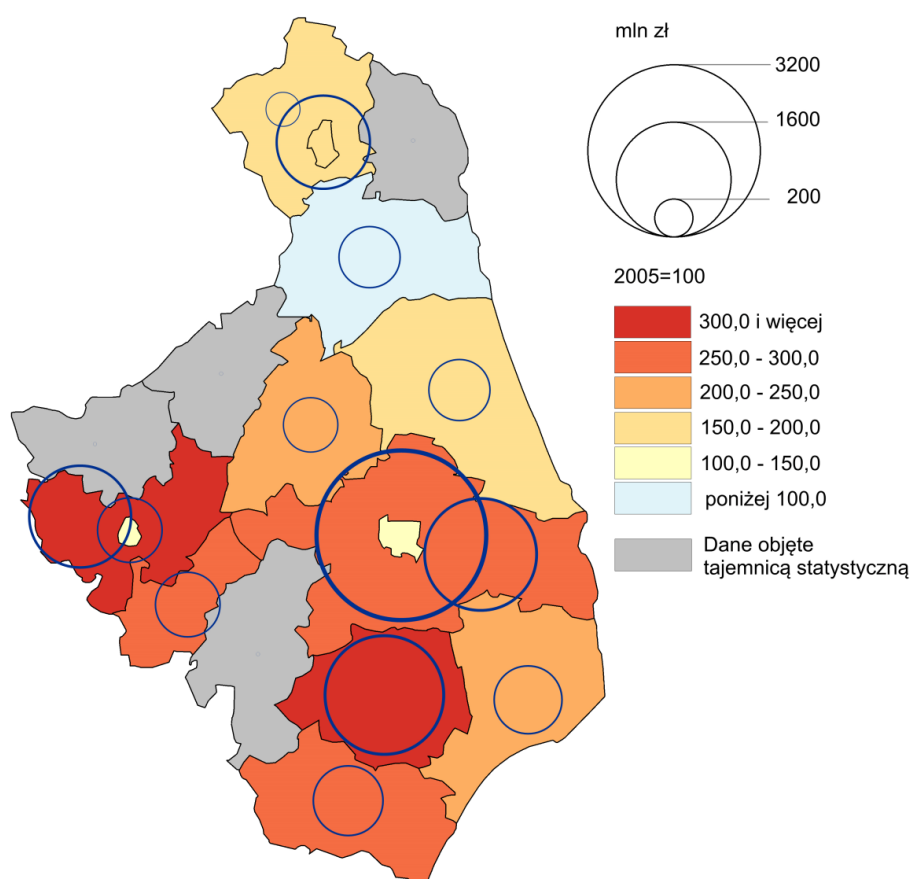 mln zł
3200
1600
200
2005=100
300,0 i więcej
250,0 - 300,0
200,0 - 250,0
150,0 - 200,0
100,0 - 150,0
poniżej 100,0
Dane objęte
tajemnicą statystyczną